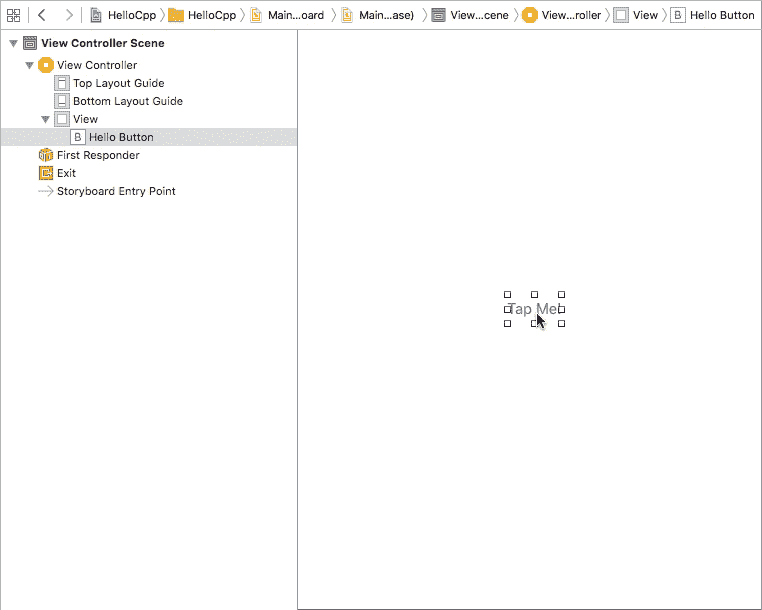 HelloCpp HelloCpp Main...oard Main...ase) View...cene View...roller View B Hello Button
View Controller Scene
View Controller
Top Layout Guide
Bottom Layout Guide
View
B Hello Button
First Responder
Exit
Storyboard Entry Point
Tap Me!